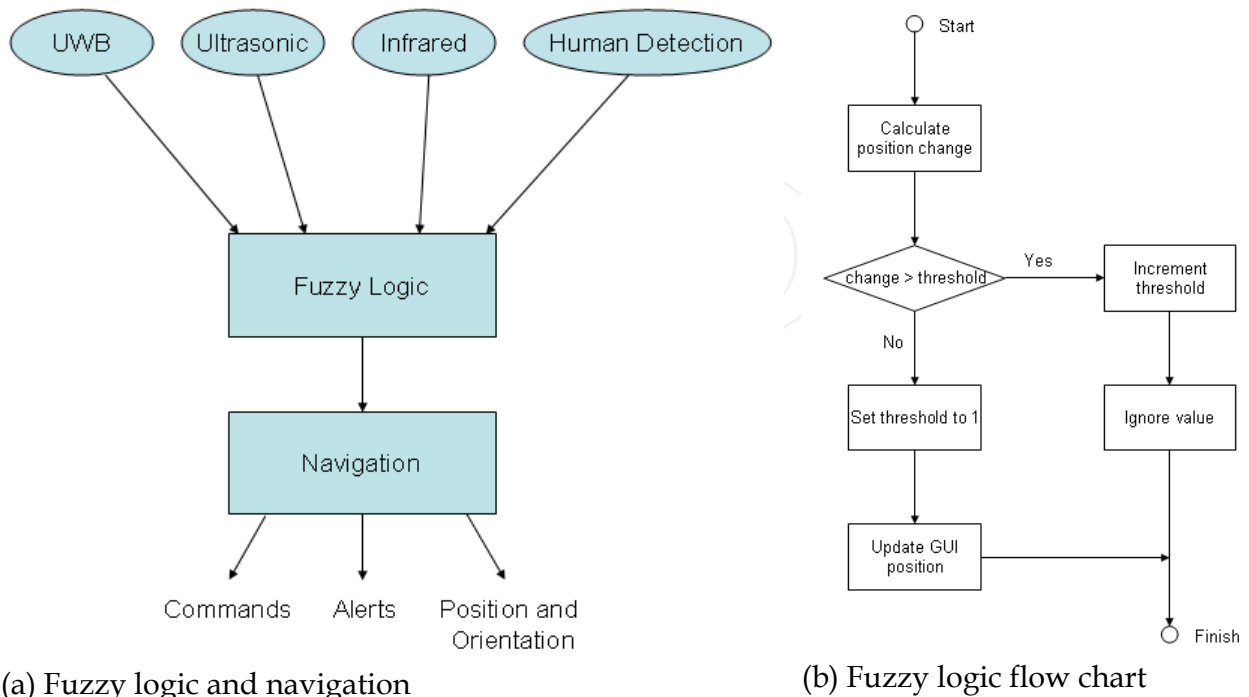 UWB
Ultrasonic
Infrared
Human Detection
Fuzzy Logic
Navigation
Commands
Alerts
Position and
Orientation
(a) Fuzzy logic and navigation
Start
Calculate
position change
change > threshold
Yes
Increment
threshold
No
Set threshold to 1
Ignore value
Update GUI
position
Finish
(b) Fuzzy logic flow chart